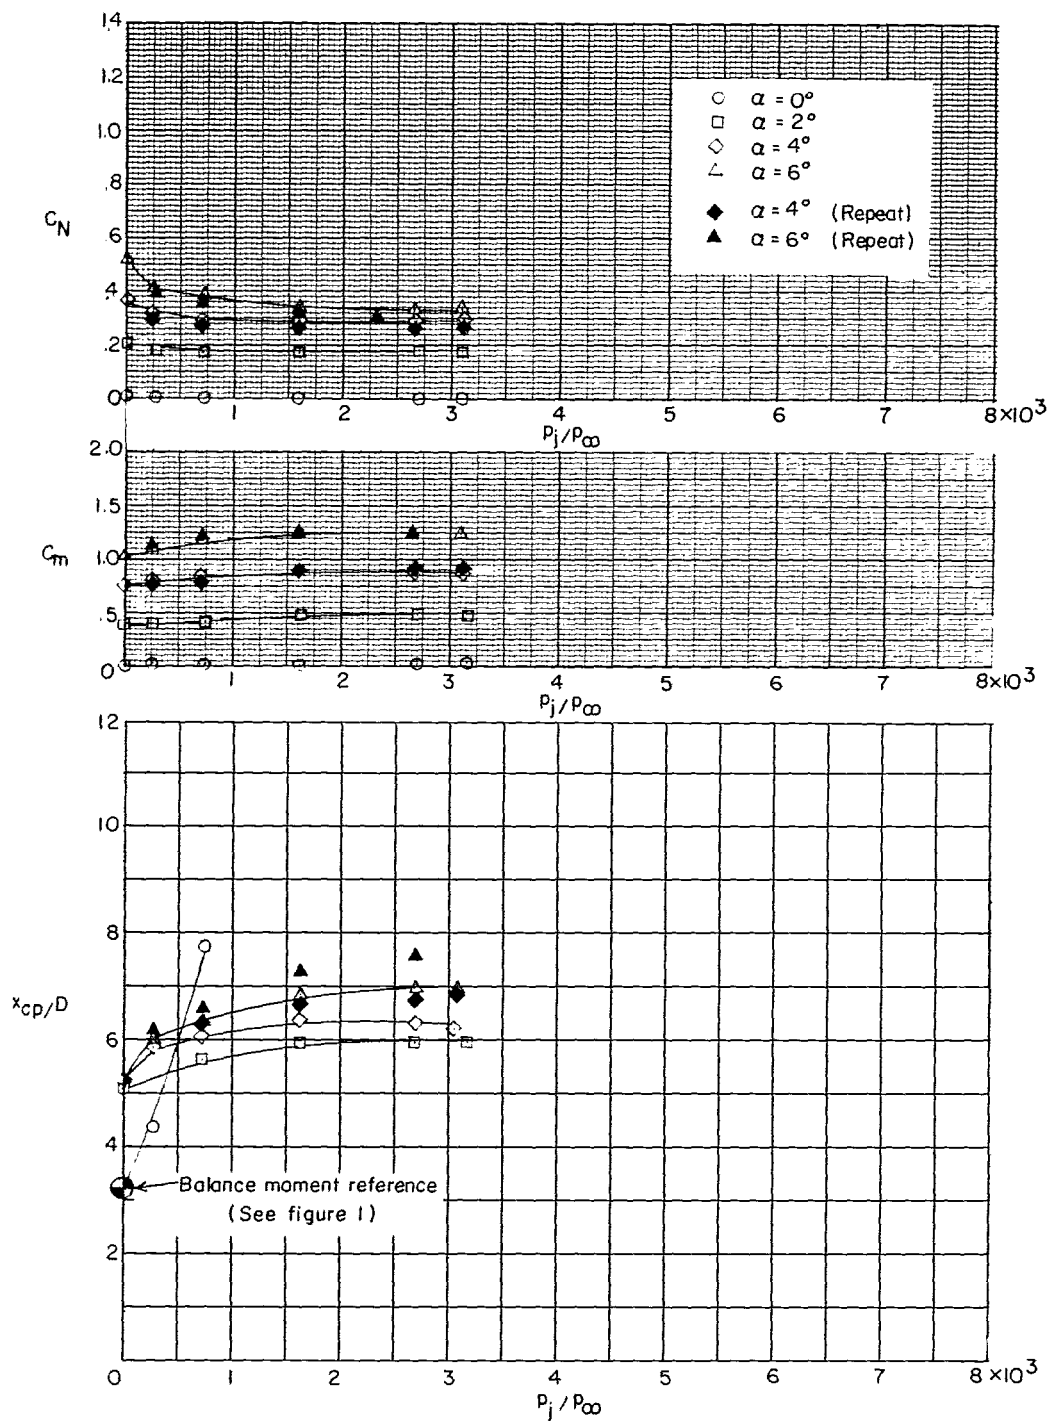 1.4
1.2
1.0
.8
C_N
.6
.4
.2
0
1 2 3 4 5 6 7 8×10³
p_j/p_∞
α = 0°
α = 2°
α = 4°
α = 6°
α = 4° (Repeat)
α = 6° (Repeat)
2.0
1.5
C_m
1.0
.5
0
1 2 3 4 5 6 7 8×10³
p_j/p_∞
12
10
8
x_cp/D
6
4
Balance moment reference
(See figure 1)
2
0 1 2 3 4 5 6 7 8×10³
p_j/p_∞